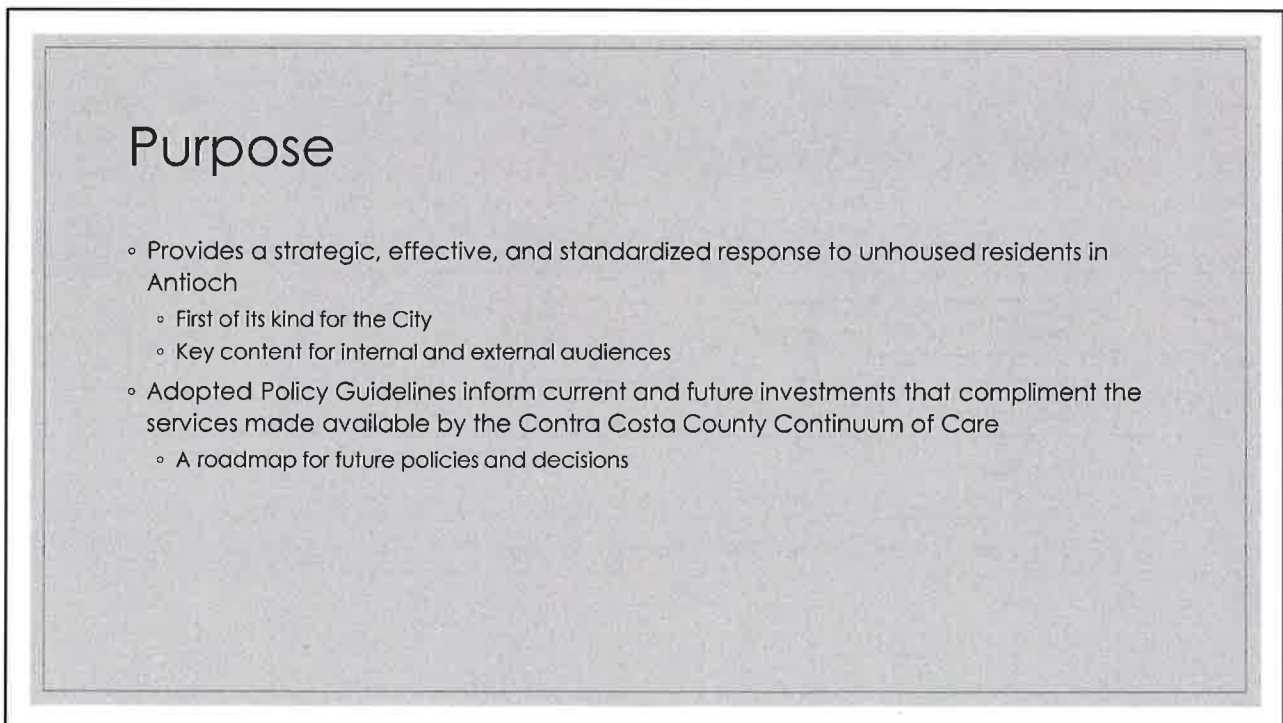 Purpose
◦ Provides a strategic, effective, and standardized response to unhoused residents in
Antioch
◦ First of its kind for the City
◦ Key content for internal and external audiences
◦ Adopted Policy Guidelines inform current and future investments that compliment the
services made available by the Contra Costa County Continuum of Care
◦ A roadmap for future policies and decisions